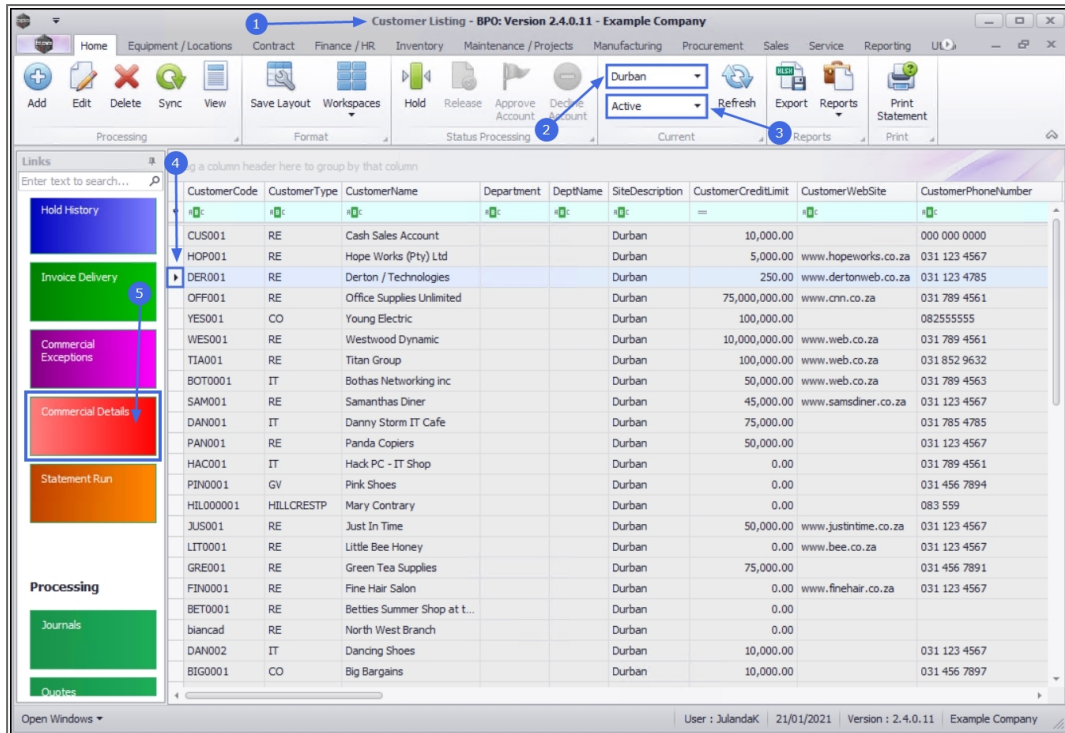 1
Customer Listing - BPO: Version 2.4.0.11 - Example Company
Home Equipment / Locations Contract Finance / HR Inventory Maintenance / Projects Manufacturing Procurement Sales Service Reporting
Add Edit Delete Sync View Save Layout Workspaces Hold Release Approve Account Decline Account
Durban
Active
Refresh Export Reports Print Statement
2 3
Processing Format Status Processing Current Reports Print
Links
Enter text to search...
4
a column header here to group by that column
CustomerCode CustomerType CustomerName Department DeptName SiteDescription CustomerCreditLimit CustomerWebSite CustomerPhoneNumber
=
CUS001 RE Cash Sales Account Durban 10,000.00 000 000 0000
HOP001 RE Hope Works (Pty) Ltd Durban 5,000.00 www.hopeworks.co.za 031 123 4567
DER001 RE Derton / Technologies Durban 250.00 www.dertonweb.co.za 031 123 4785
OFF001 RE Office Supplies Unlimited Durban 75,000,000.00 www.cnn.co.za 031 789 4561
YES001 CO Young Electric Durban 100,000.00 082555555
WES001 RE Westwood Dynamic Durban 10,000,000.00 www.web.co.za 031 789 4561
TIA001 RE Titan Group Durban 100,000.00 www.web.co.za 031 852 9632
BOT0001 IT Bothas Networking inc Durban 50,000.00 www.web.co.za 031 789 4563
SAM001 RE Samanthas Diner Durban 45,000.00 www.samsdiner.co.za 031 123 4567
DAN001 IT Danny Storm IT Cafe Durban 75,000.00 031 785 4785
PAN001 RE Panda Copiers Durban 50,000.00 031 123 4567
HAC001 IT Hack PC - IT Shop Durban 0.00 031 789 4561
PIN0001 GV Pink Shoes Durban 0.00 031 456 7894
HIL000001 HILLCRESTP Mary Contrary Durban 0.00 083 559
JUS001 RE Just In Time Durban 50,000.00 www.justintime.co.za 031 123 4567
LIT0001 RE Little Bee Honey Durban 0.00 www.bee.co.za 031 123 4567
GRE001 RE Green Tea Supplies Durban 75,000.00 031 456 7891
FIN0001 RE Fine Hair Salon Durban 0.00 www.finehair.co.za 031 123 4567
BET0001 RE Betties Summer Shop at t... Durban 0.00
biancad RE North West Branch Durban 0.00
DAN002 IT Dancing Shoes Durban 10,000.00 031 123 4567
BIG0001 CO Big Bargains Durban 10,000.00 031 456 7897
Hold History
Invoice Delivery
5
Commercial
Exceptions
Commercial Details
Statement Run
Processing
Journals
Quotes
Open Windows User : JulandaK 21/01/2021 Version : 2.4.0.11 Example Company